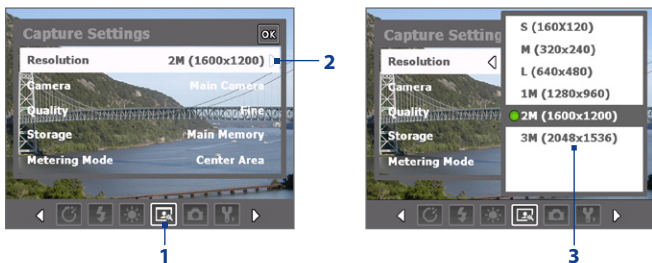 Capture Settings OK
Resolution 2M (1600x1200)
Camera Main Camera
Quality Fine
Storage Main Memory
Metering Mode Center Area
1
2
Capture Setting
Resolution
Camera
Quality
Storage
Metering Mode
S (160X120)
M (320x240)
L (640x480)
1M (1280x960)
2M (1600x1200)
3M (2048x1536)
3